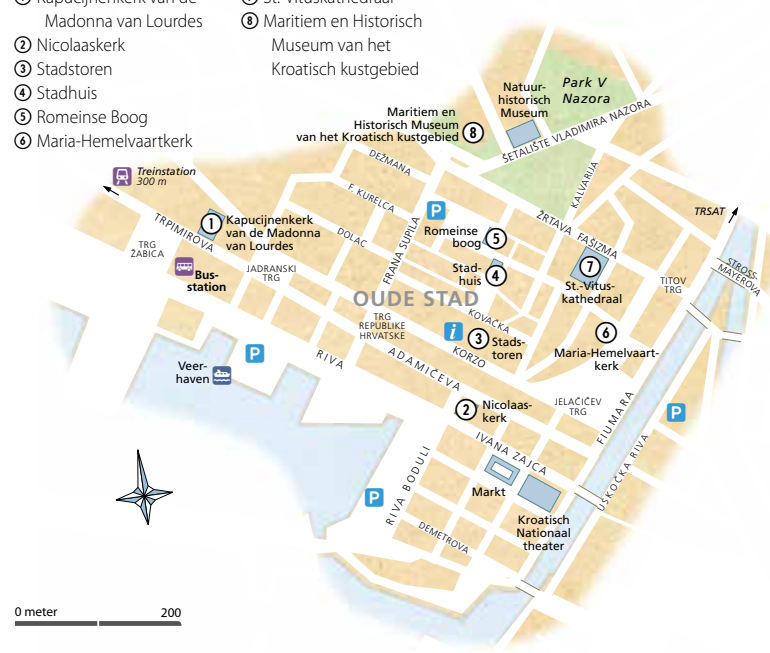 ① Kapucijnenkerk van de
Madonna van Lourdes
② Nicolaaskerk
③ Stadstoren
④ Stadhuis
⑤ Romeinse Boog
⑥ Maria-Hemelvaartkerk
⑦ St.-Vituskathedraal
⑧ Maritiem en Historisch
Museum van het
Kroatisch kustgebied
Park V
Nazora
Natuur-
historisch
Museum
Maritiem en
Historisch Museum
van het Kroatisch kustgebied
8
ŠETALIŠTE VLADIMIRA NAZORA
DEŽMANA
KALVARIJA
Treinstation
300 m
F. KURELCA
P
TRSAT
1
Kapucijnenkerk
van de Madonna
van Lourdes
TRPIMIROVA
DOLAC
FRANA SUPILA
Romeinse
boog
5
ŽRTAVA FAŠIZMA
TRG
ŽABICA
Bus-
station
JADRANSKI
TRG
Stad-
huis
4
7
St.-Vitus-
kathedraal
TITOV
TRG
STROSS-
MAYEROVA
OUDE STAD
KOVAČKA
TRG
REPUBLIKE
HRVATSKE
i
3
Stads-
toren
KORZO
6
Maria-Hemelvaart-
kerk
P
RIVA
ADAMIĆEVA
Veer-
haven
2
Nicolaas-
kerk
JELAČIĆEV
TRG
FIUMARA
P
IVANA ZAJCA
Markt
USKOČKA RIVA
P
RIVA BODULI
Kroatisch
Nationaal
theater
DEMETROVA
0 meter 200